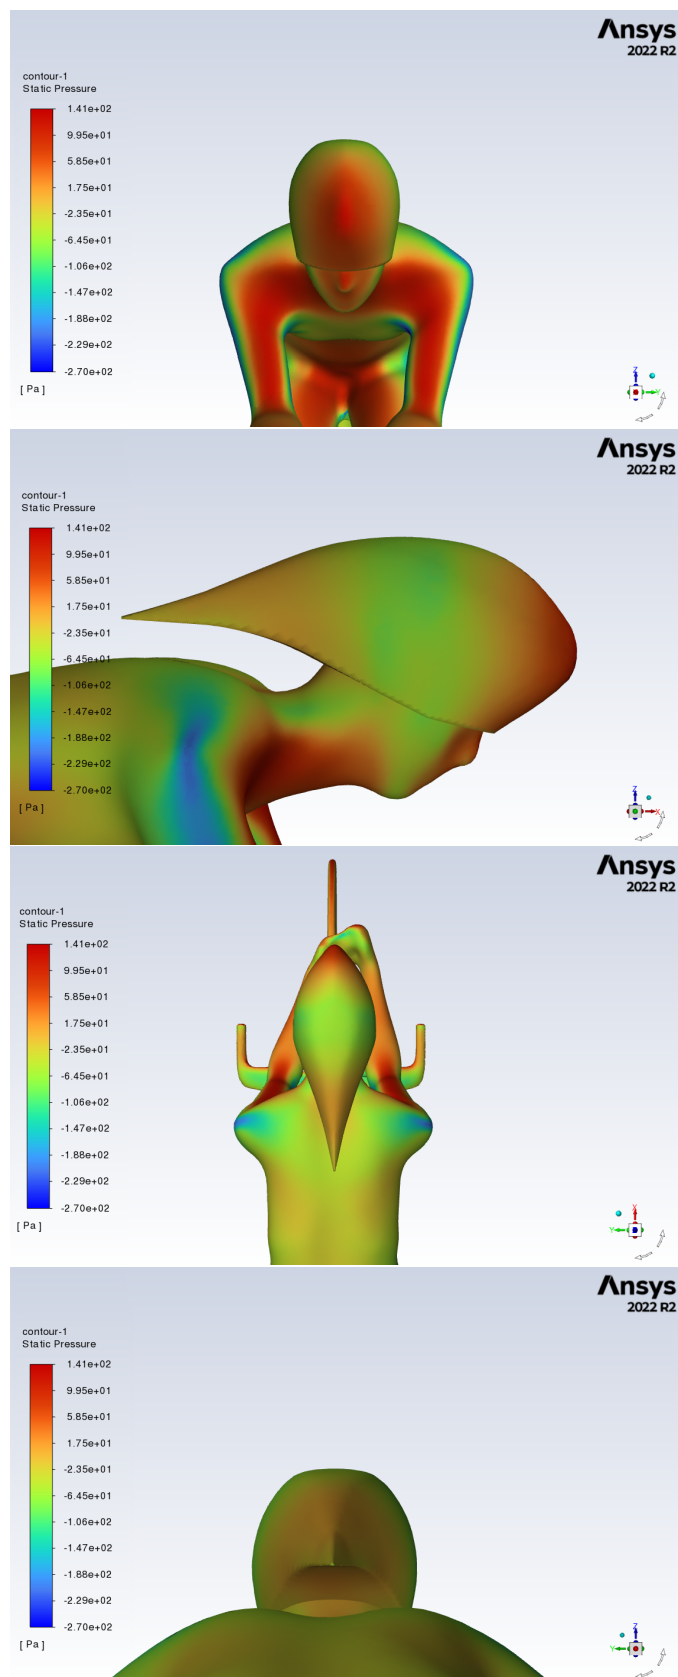 Ansys
2022 R2
contour-1
Static Pressure
1.41e+02
9.95e+01
5.85e+01
1.75e+01
-2.35e+01
-6.45e+01
-1.06e+02
-1.47e+02
-1.88e+02
-2.29e+02
-2.70e+02
[ Pa ]
Z
Y
Ansys
2022 R2
contour-1
Static Pressure
1.41e+02
9.95e+01
5.85e+01
1.75e+01
-2.35e+01
-6.45e+01
-1.06e+02
-1.47e+02
-1.88e+02
-2.29e+02
-2.70e+02
[ Pa ]
Z
X
Ansys
2022 R2
contour-1
Static Pressure
1.41e+02
9.95e+01
5.85e+01
1.75e+01
-2.35e+01
-6.45e+01
-1.06e+02
-1.47e+02
-1.88e+02
-2.29e+02
-2.70e+02
[ Pa ]
X
Y
Ansys
2022 R2
contour-1
Static Pressure
1.41e+02
9.95e+01
5.85e+01
1.75e+01
-2.35e+01
-6.45e+01
-1.06e+02
-1.47e+02
-1.88e+02
-2.29e+02
-2.70e+02
[ Pa ]
Z
Y